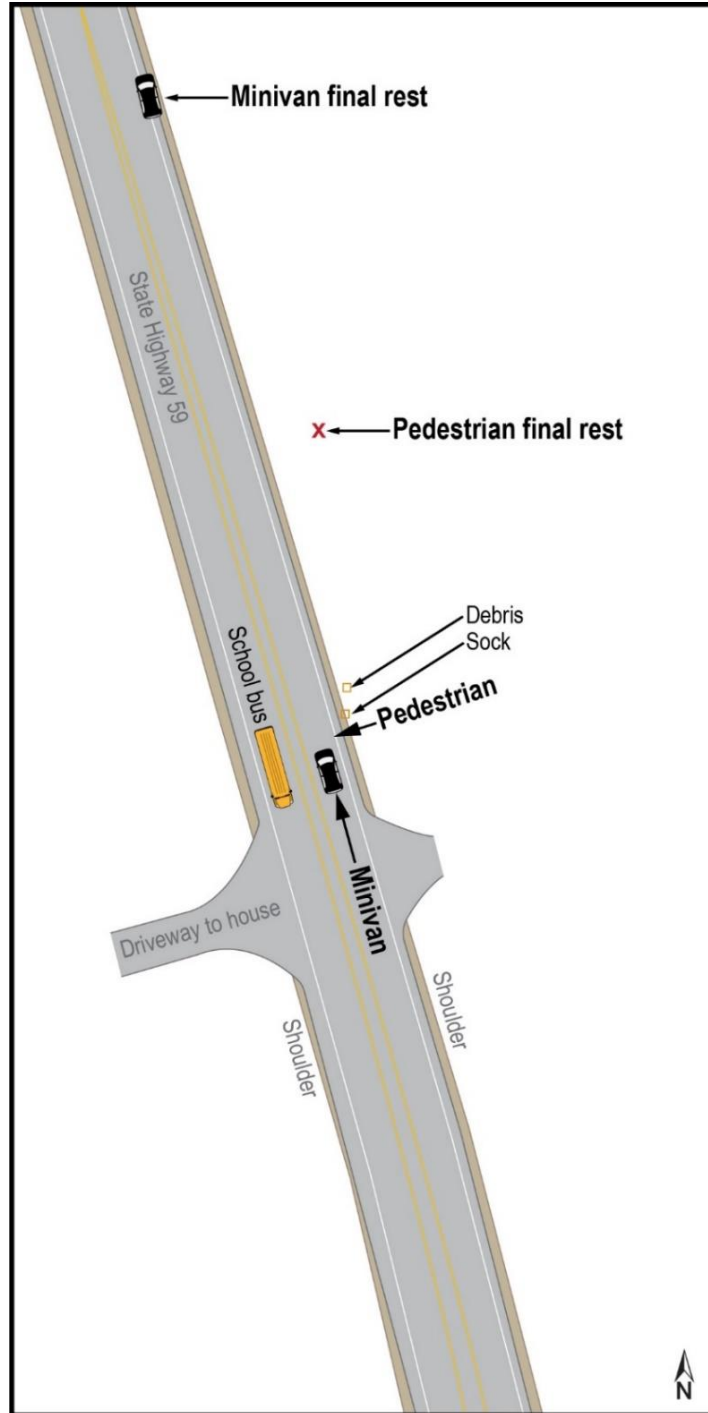 Minivan final rest
State Highway 59
Pedestrian final rest
Debris
Sock
School bus
Pedestrian
Minivan
Driveway to house
Shoulder
Shoulder
N
x